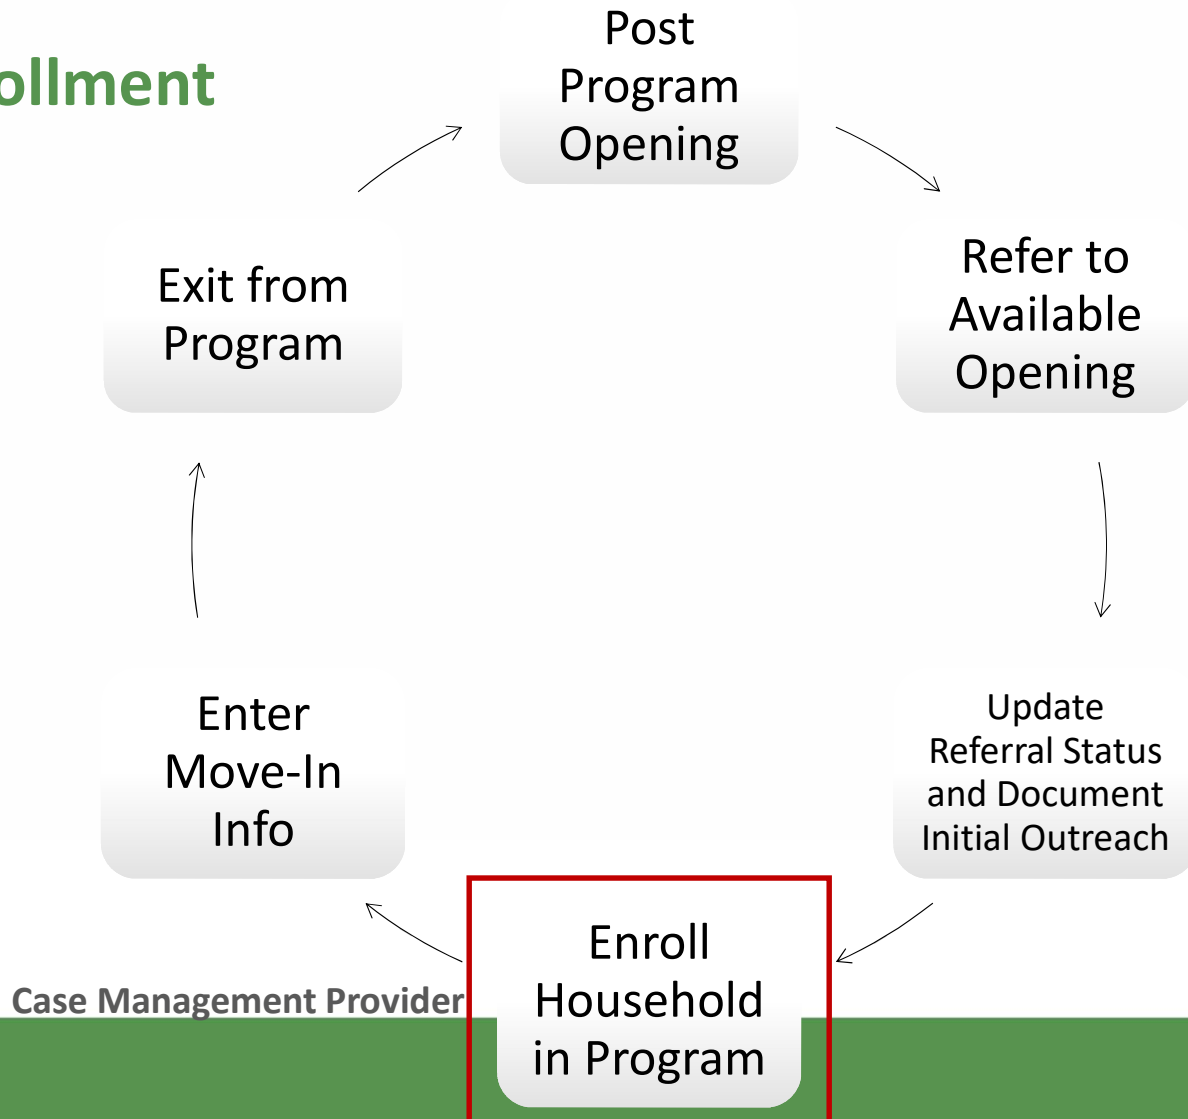 ollment
Post
Program
Opening
Refer to
Available
Opening
Update
Referral Status
and Document
Initial Outreach
Enroll
Household
in Program
Case Management Provider
Enter
Move-In
Info
Exit from
Program